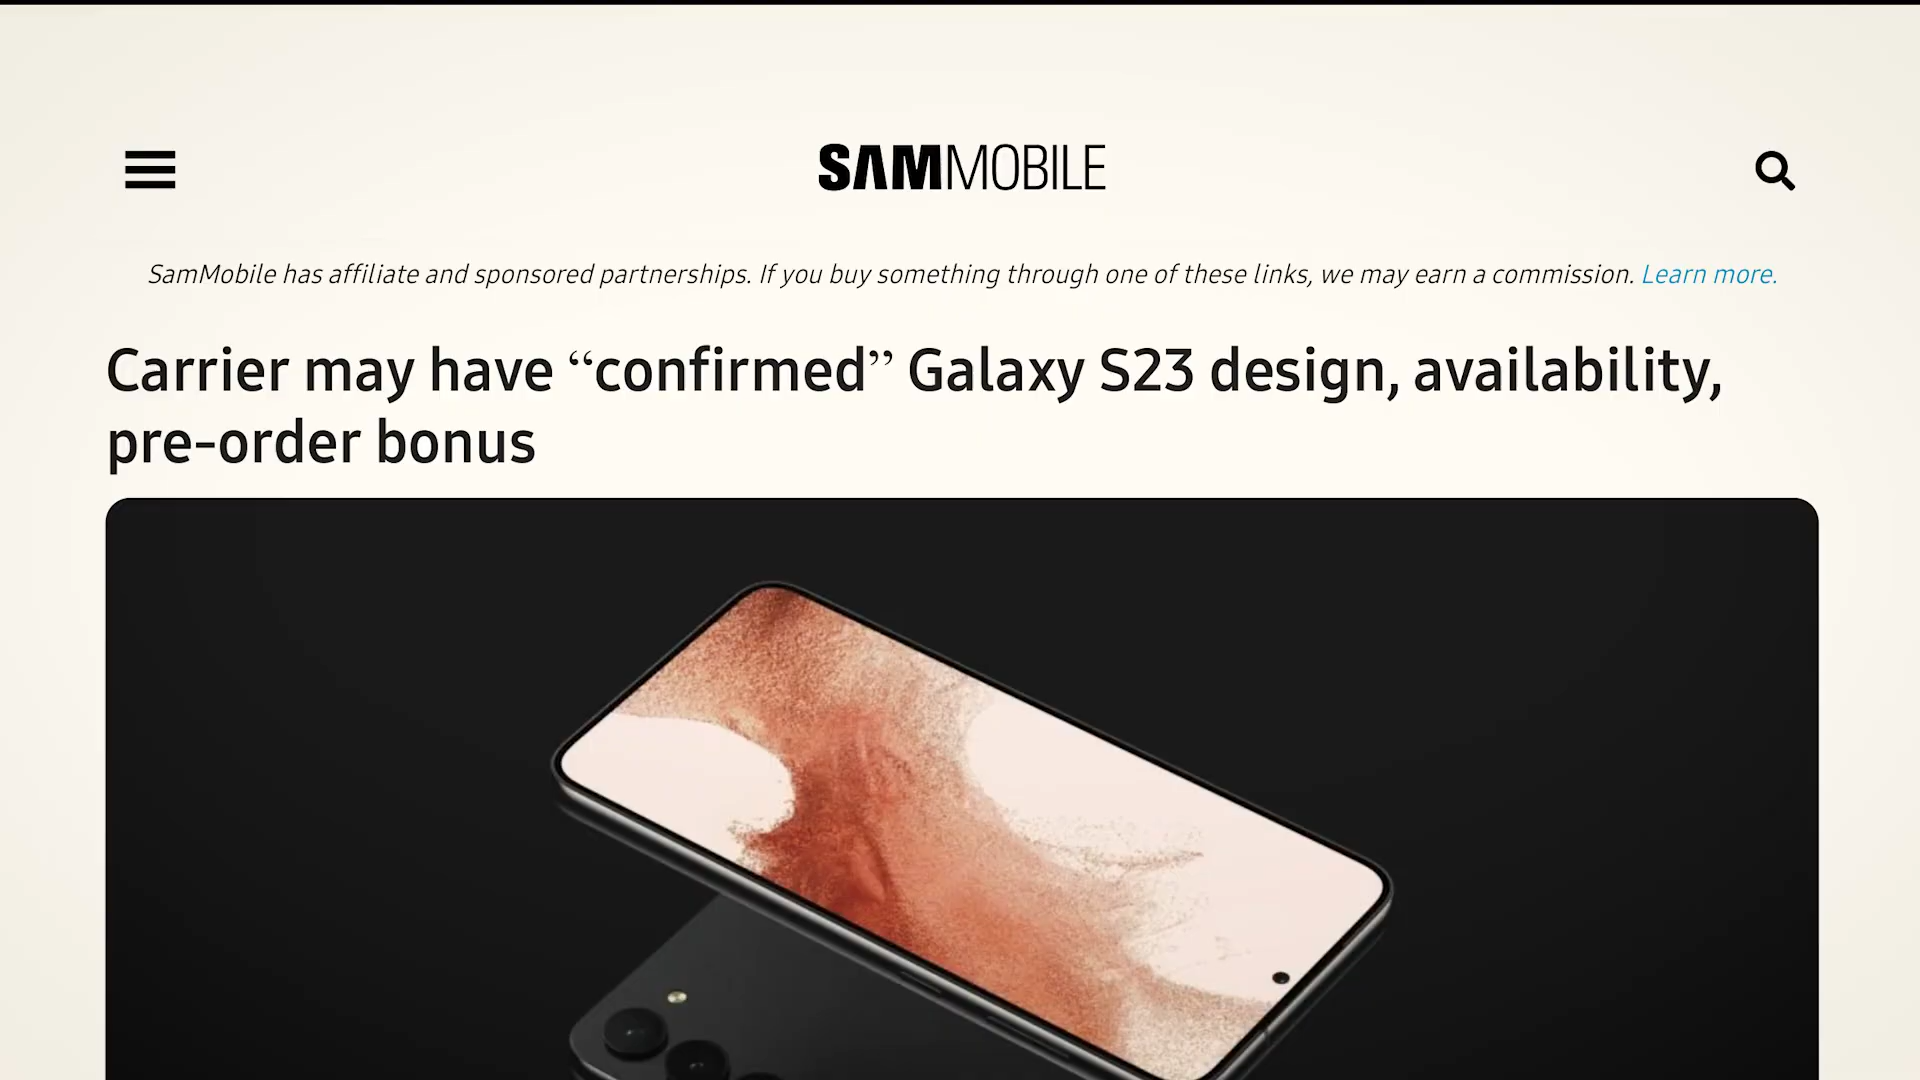 SAMMOBILE
SamMobile has affiliate and sponsored partnerships. If you buy something through one of these links, we may earn a commission. Learn more.
Carrier may have “confirmed” Galaxy S23 design, availability,
pre-order bonus